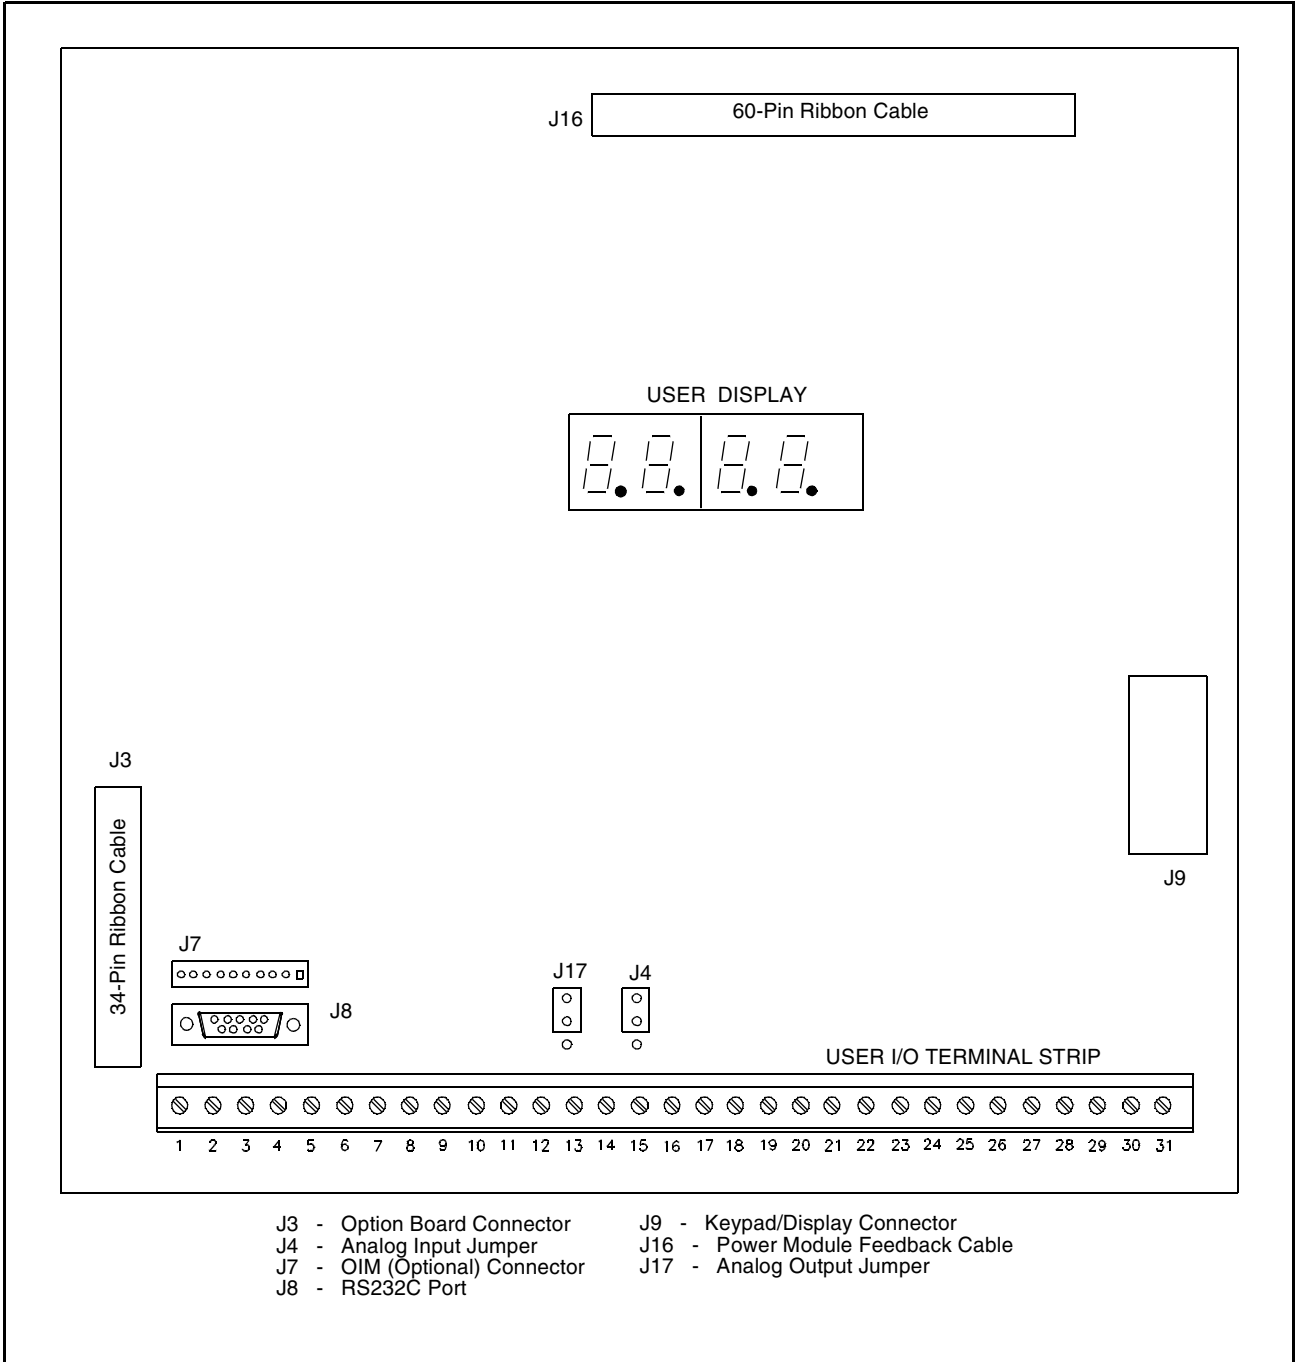 J16 60-Pin Ribbon Cable
USER DISPLAY
8.8.8.8.
J3
34-Pin Ribbon Cable
J9
J7
J17 J4
J8
USER I/O TERMINAL STRIP
1 2 3 4 5 6 7 8 9 10 11 12 13 14 15 16 17 18 19 20 21 22 23 24 25 26 27 28 29 30 31
J3 - Option Board Connector
J4 - Analog Input Jumper
J7 - OIM (Optional) Connector
J8 - RS232C Port
J9 - Keypad/Display Connector
J16 - Power Module Feedback Cable
J17 - Analog Output Jumper